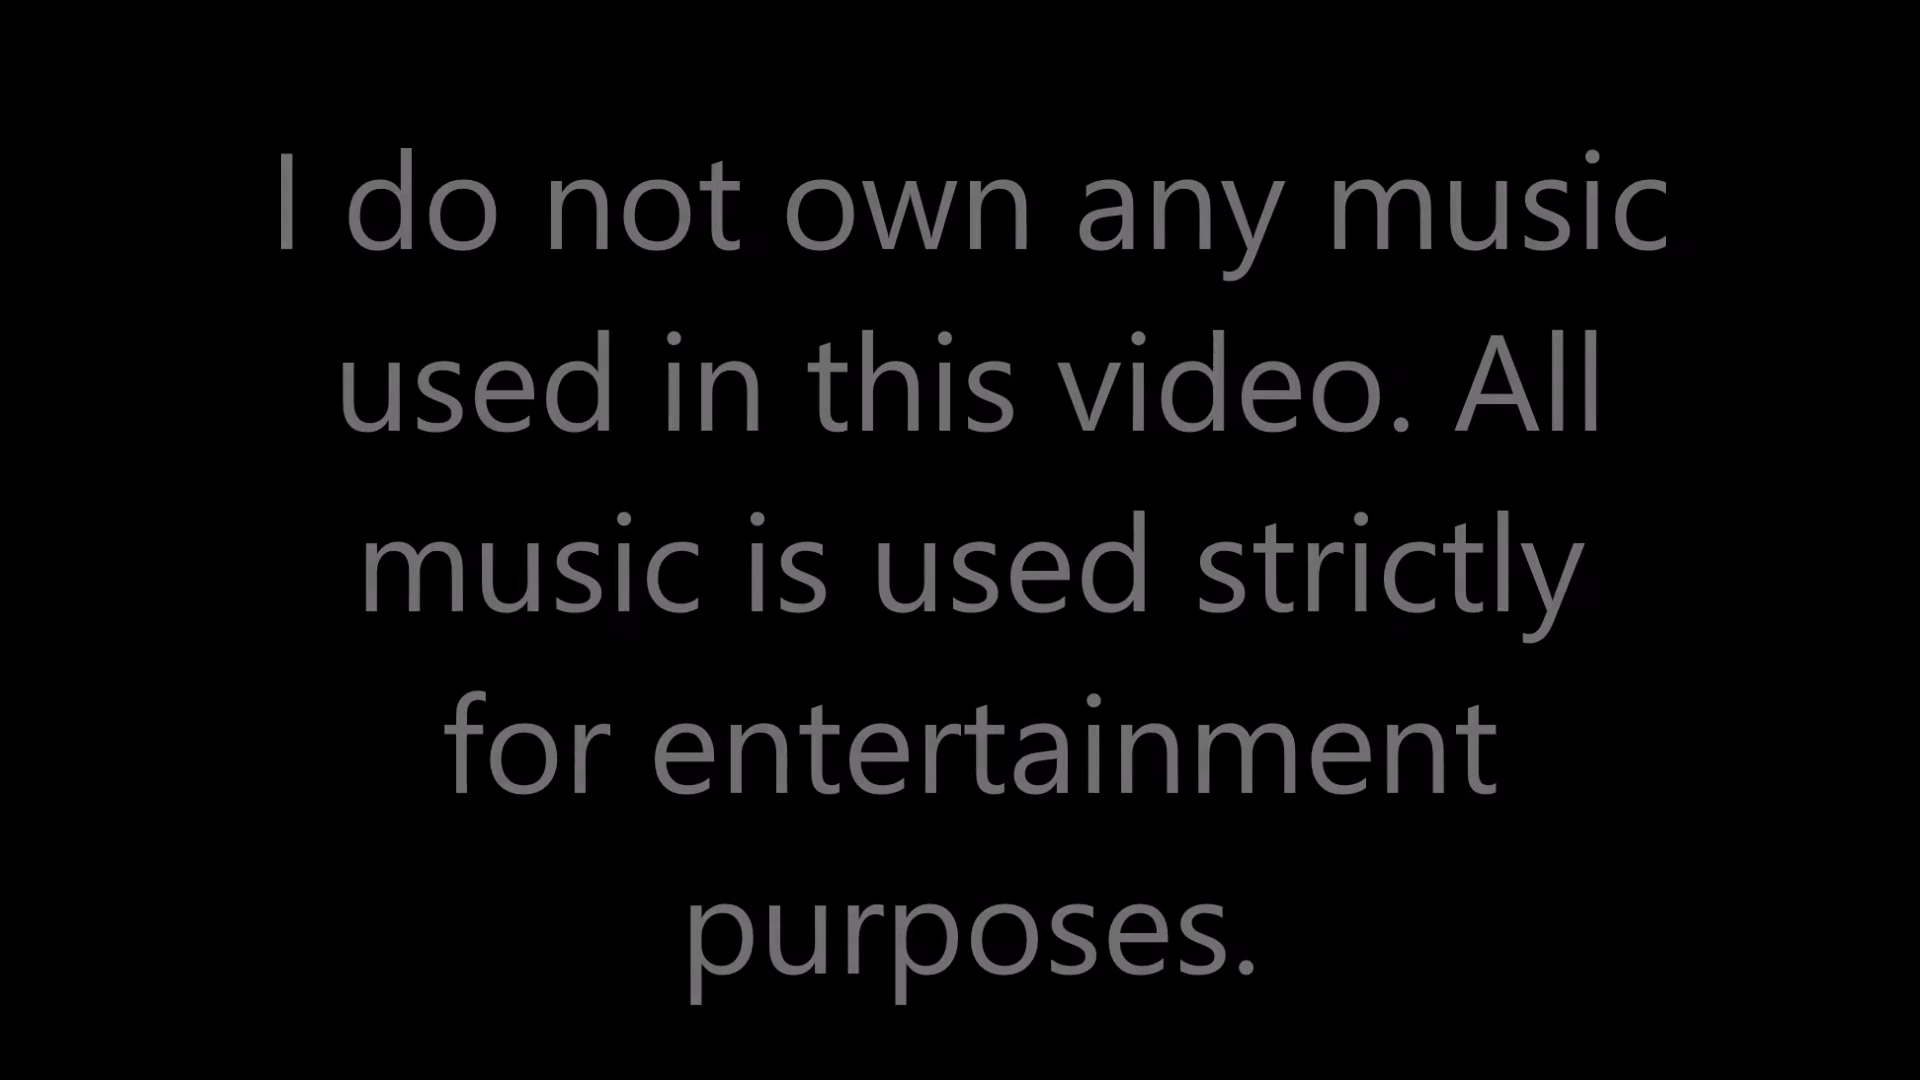 I do not own any music
used in this video. All
music is used strictly
for entertainment
purposes.